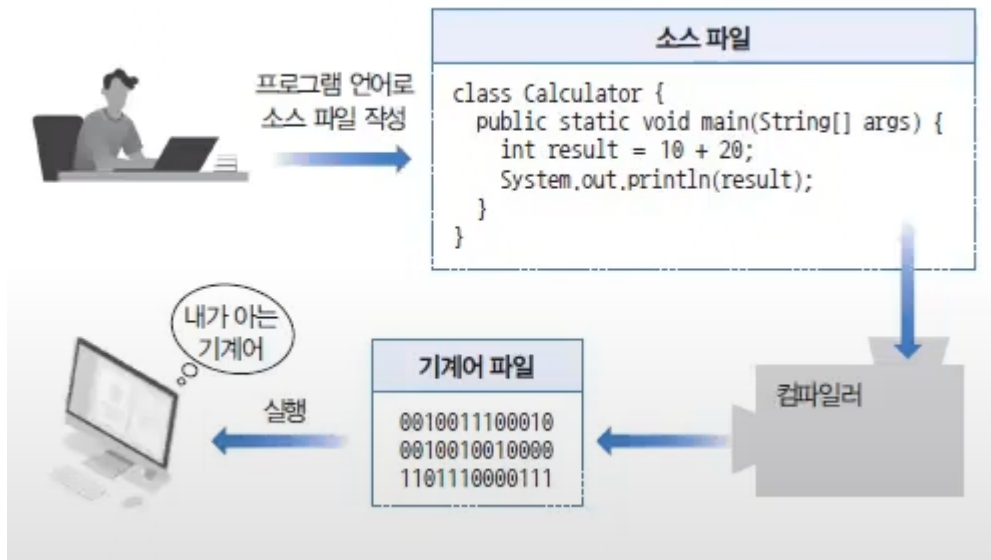 프로그램 언어로
소스 파일 작성
소스 파일
class Calculator {
public static void main(String[] args) {
int result = 10 + 20;
System.out.println(result);
}
}
컴파일러
기계어 파일
0010011100010
0010010010000
1101110000111
실행
내가 아는
기계어